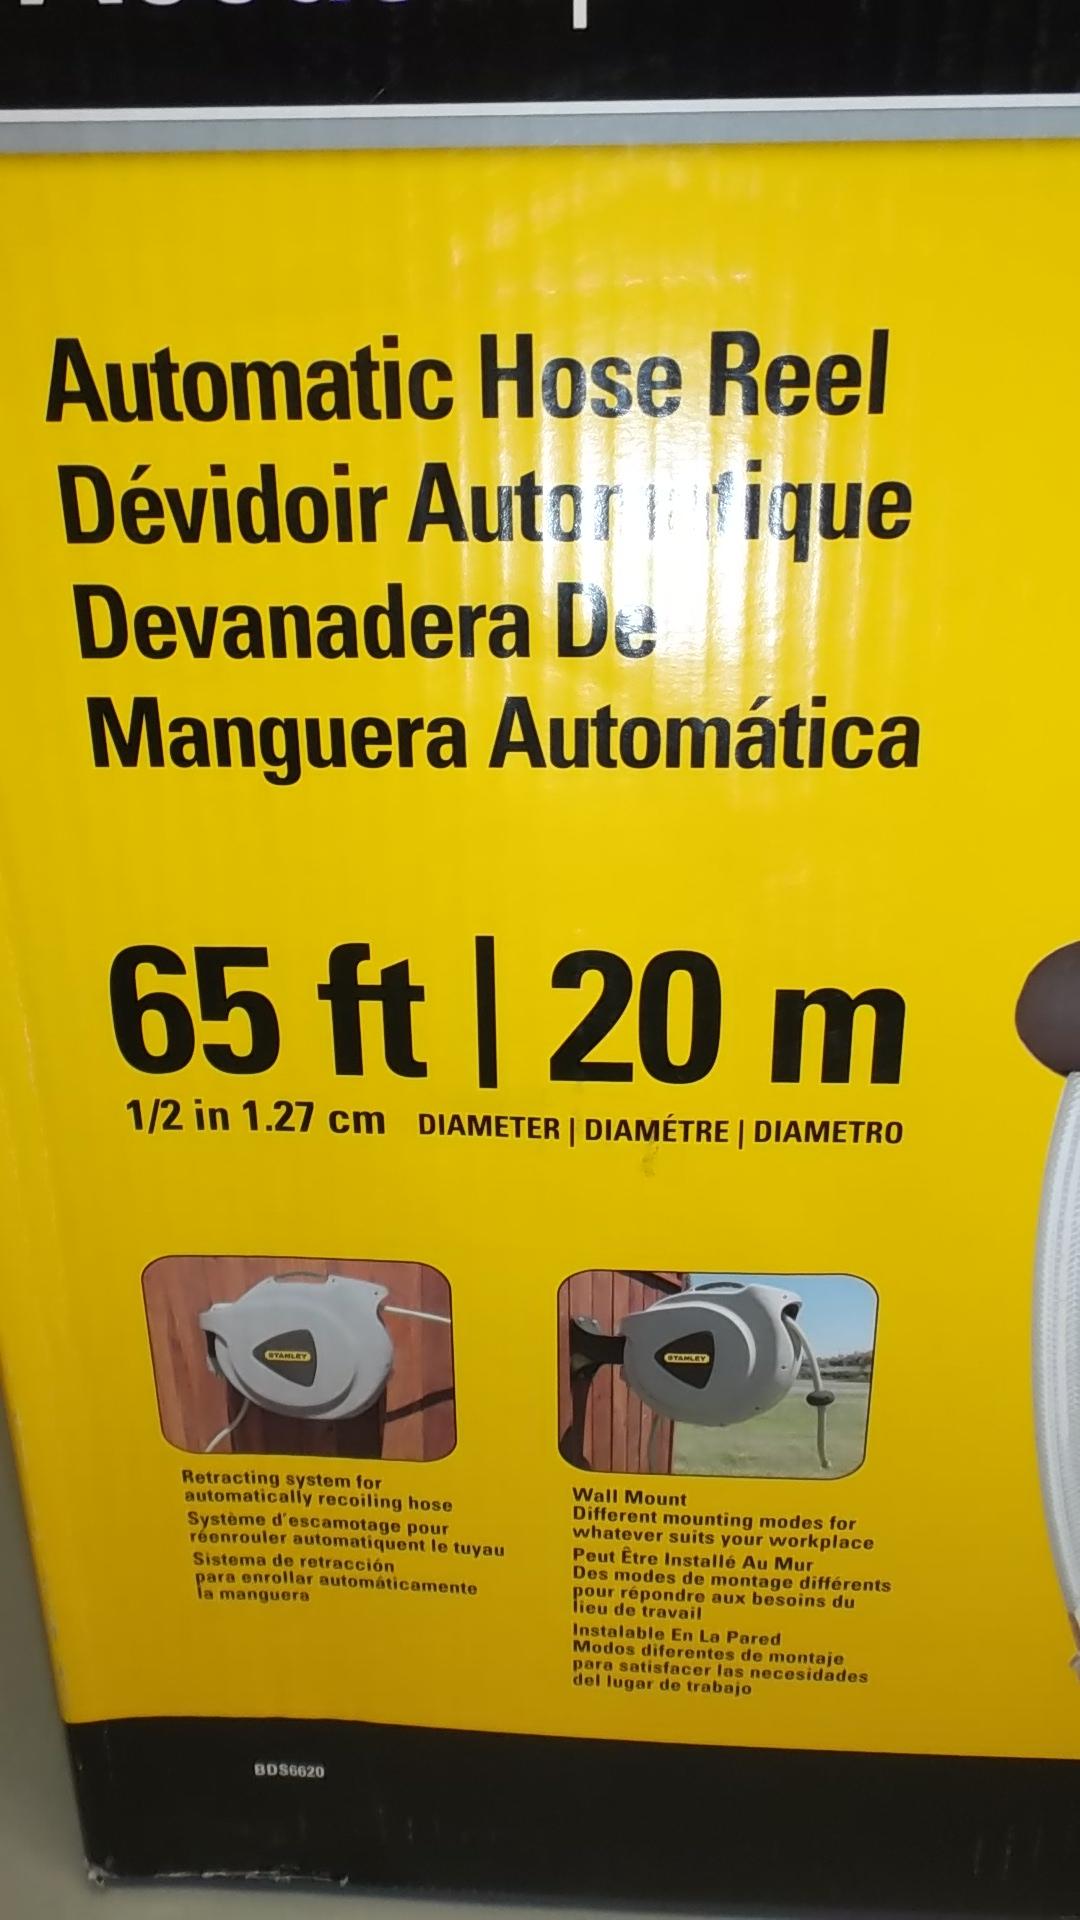 Automatic Hose Reel
Dévidoir Automatique
Devanadera De
Manguera Automática
65 ft | 20 m
1/2 in 1.27 cm DIAMETER | DIAMÉTRE | DIAMETRO
STANLEY
STANLEY
Retracting system for
automatically recoiling hose
Système d'escamotage pour
réenrouler automatiquent le tuyau
Sistema de retracción
para enrollar automáticamente
la manguera
Wall Mount
Different mounting modes for
whatever suits your workplace
Peut Être Installé Au Mur
Des modes de montage différents
pour répondre aux besoins du
lieu de travail
Instalable En La Pared
Modos diferentes de montaje
para satisfacer las necesidades
del lugar de trabajo
BDS6620